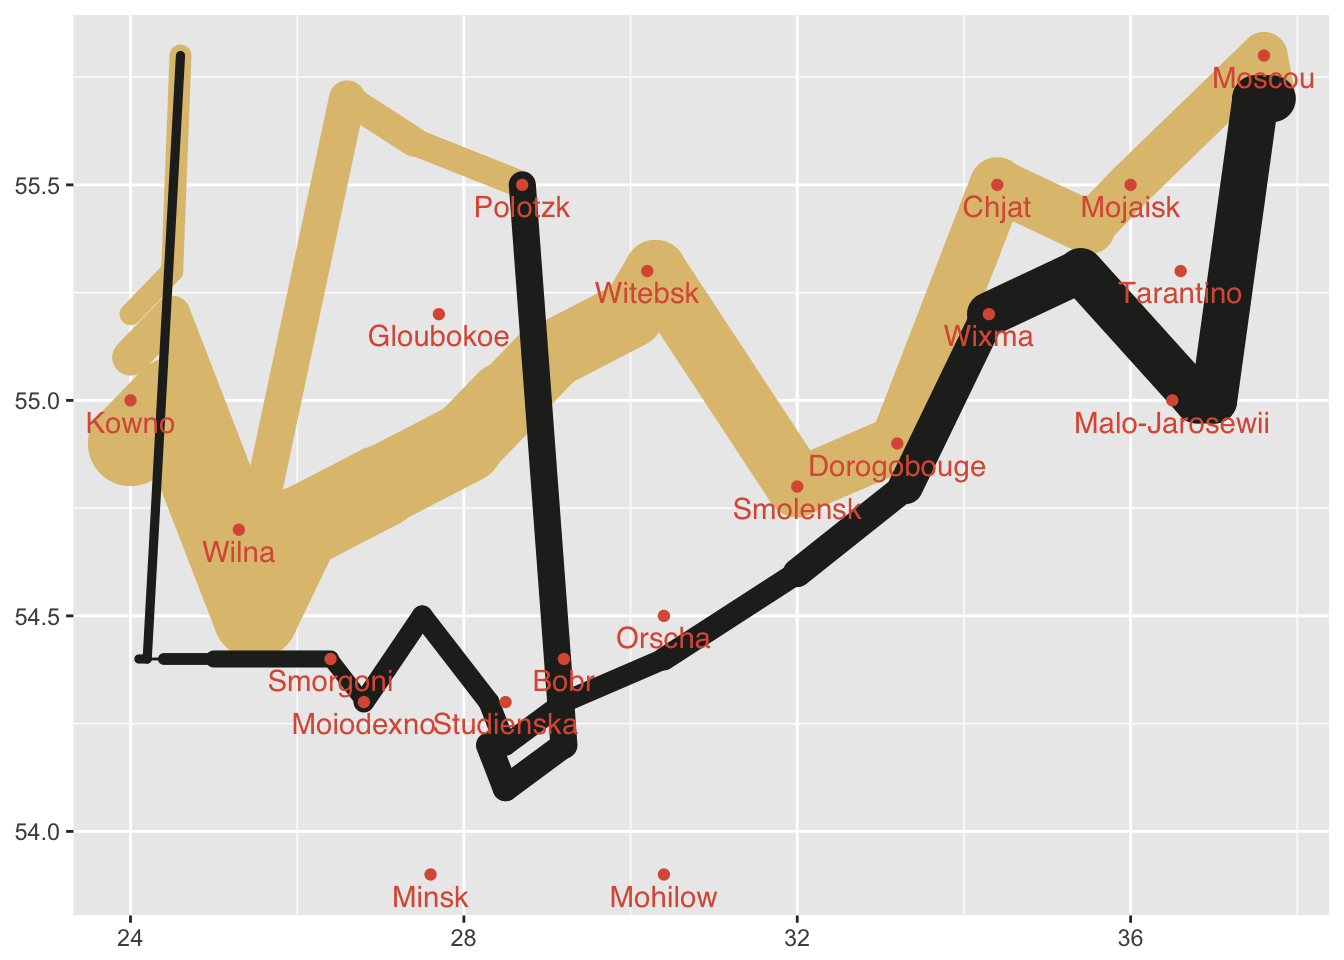 Moscou
55.5
Polotzk
Chjat
Mojaisk
Witebsk
Tarantino
Gloubokoe
Wixma
55.0
Kowno
Malo-Jarosewii
Dorogobouge
Smolensk
Wilna
54.5
Orscha
Smorgoni
Bobr
Moiodexno
Studienska
54.0
Minsk
Mohilow
24
28
32
36